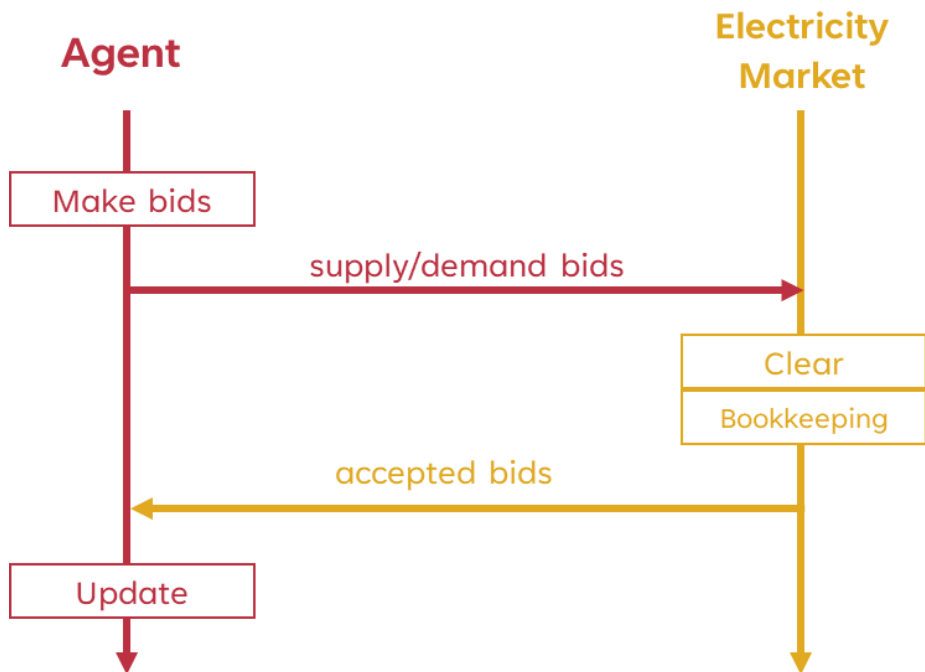 Agent
Electricity
Market
Make bids
supply/demand bids
Clear
Bookkeeping
accepted bids
Update